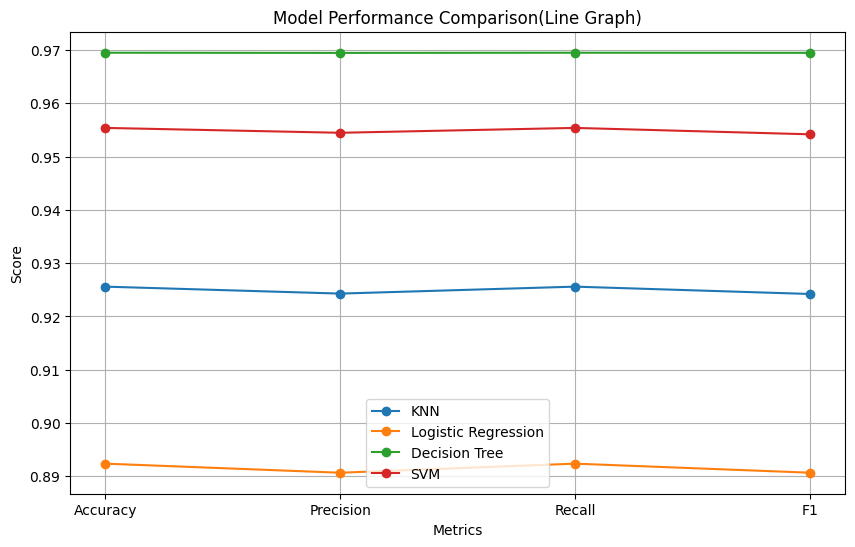 Model Performance Comparison(Line Graph)
0.97
0.96
0.95
0.94
0.93
0.92
0.91
0.90
0.89
Score
KNN
Logistic Regression
Decision Tree
SVM
Accuracy
Precision
Recall
F1
Metrics